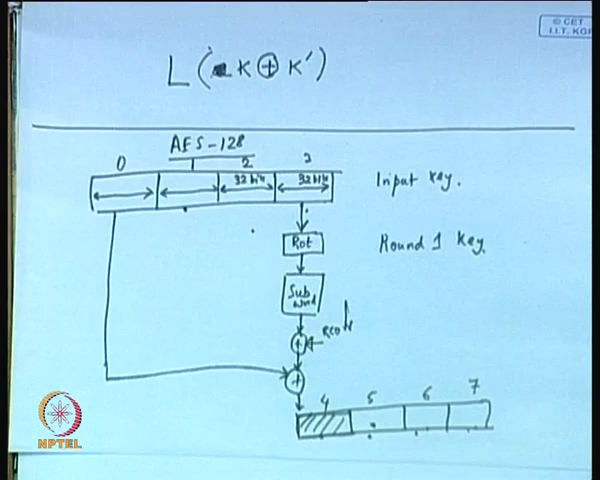 © CET
I.I.T. KGP
L ( K ⊕ K' )
AES-128
0 1 2 3
32 bits 32 bits
Input Key.
Rot
Round 1 Key.
Sub
word
RCON
+
4 5 6 7
NPTEL